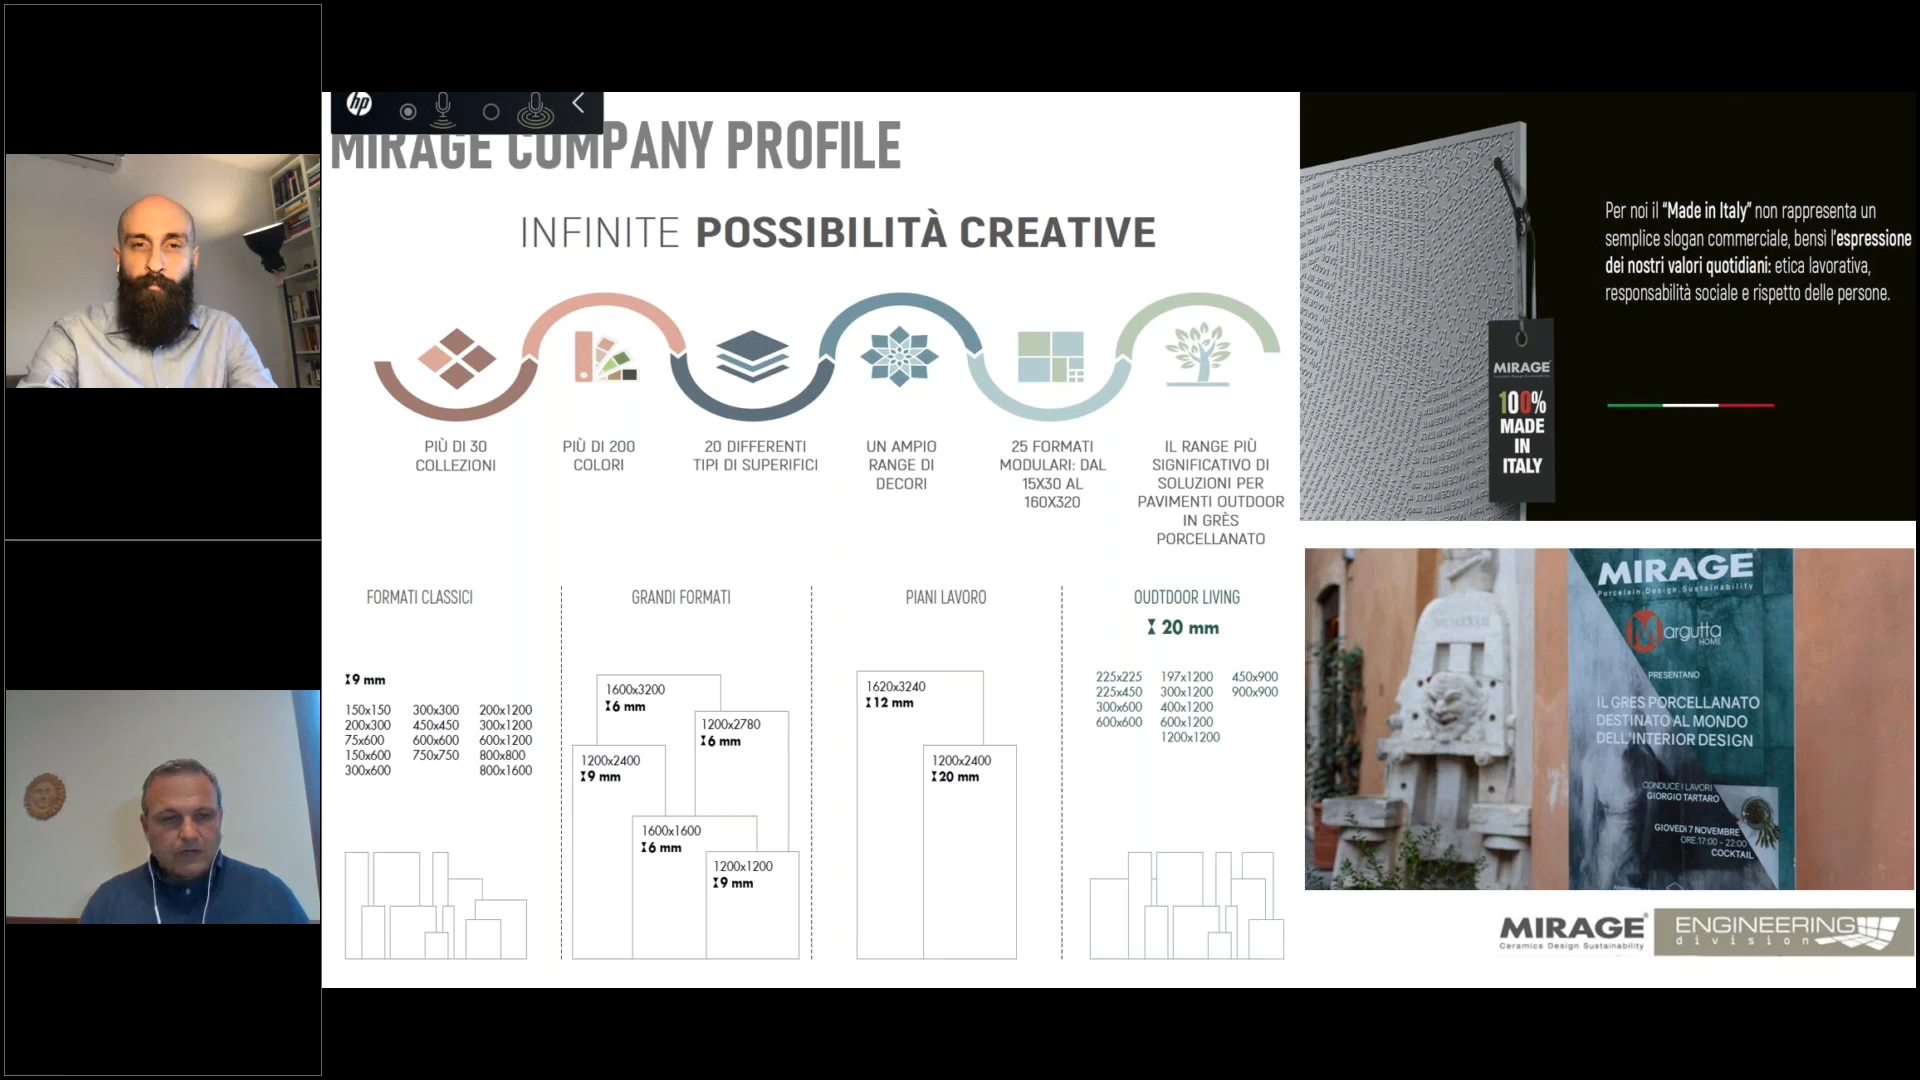 hp
MIRAGE COMPANY PROFILE
INFINITE POSSIBILITÀ CREATIVE
PIÙ DI 30
COLLEZIONI
PIÙ DI 200
COLORI
20 DIFFERENTI
TIPI DI SUPERIFICI
UN AMPIO
RANGE DI
DECORI
25 FORMATI
MODULARI: DAL
15X30 AL
160X320
IL RANGE PIÙ
SIGNIFICATIVO DI
SOLUZIONI PER
PAVIMENTI OUTDOOR
IN GRÈS
PORCELLANATO
FORMATI CLASSICI
9 mm
150x150 300x300 200x1200
200x300 450x450 300x1200
75x600 600x600 600x1200
150x600 750x750 800x800
300x600 800x1600
GRANDI FORMATI
1600x3200
6 mm
1200x2780
6 mm
1200x2400
9 mm
1600x1600
6 mm
1200x1200
9 mm
PIANI LAVORO
1620x3240
12 mm
1200x2400
20 mm
OUDTDOOR LIVING
20 mm
225x225 197x1200 450x900
225x450 300x1200 900x900
300x600 400x1200
600x600 600x1200
1200x1200
Per noi il “Made in Italy” non rappresenta un
semplice slogan commerciale, bensì l’espressione
dei nostri valori quotidiani: etica lavorativa,
responsabilità sociale e rispetto delle persone.
MIRAGE
100%
MADE
IN
ITALY
MIRAGE
Porcelain.Design.Sustainability
Margutta
HOME
PRESENTANO
IL GRES PORCELLANATO
DESTINATO AL MONDO
DELL'INTERIOR DESIGN
CONDUCE I LAVORI
GIORGIO TARTARO
GIOVEDÌ 7 NOVEMBRE
ORE.17:00 - 22:00
COCKTAIL
MIRAGE®
Ceramics Design Sustainability
ENGINEERING
division